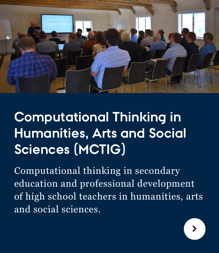 Computational Thinking in
Humanities, Arts and Social
Sciences (MCTIG)
Computational thinking in secondary
education and professional development
of high school teachers in humanities, arts
and social sciences.